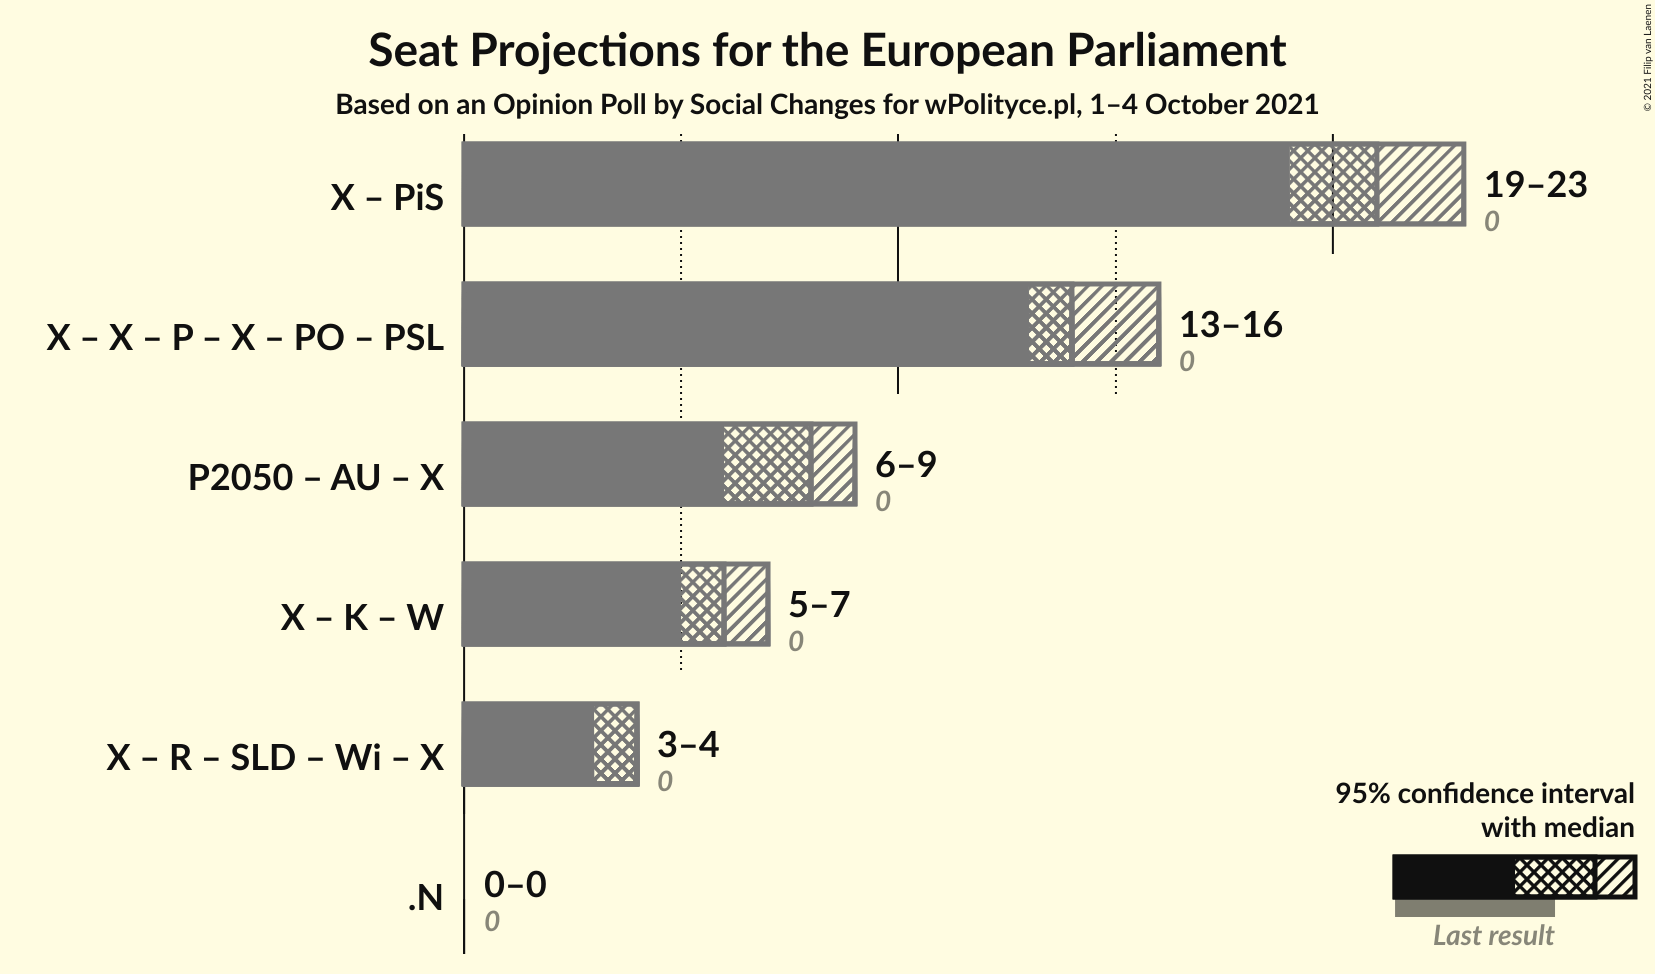 Seat Projections for the European Parliament
Based on an Opinion Poll by Social Changes for wPolityce.pl, 1–4 October 2021
© 2021 Filip van Laenen
X – PiS
19–23
0
X – X – P – X – PO – PSL
13–16
0
P2050 – AU – X
6–9
0
X – K – W
5–7
0
X – R – SLD – Wi – X
3–4
0
.N
0–0
0
95% confidence interval
with median
Last result